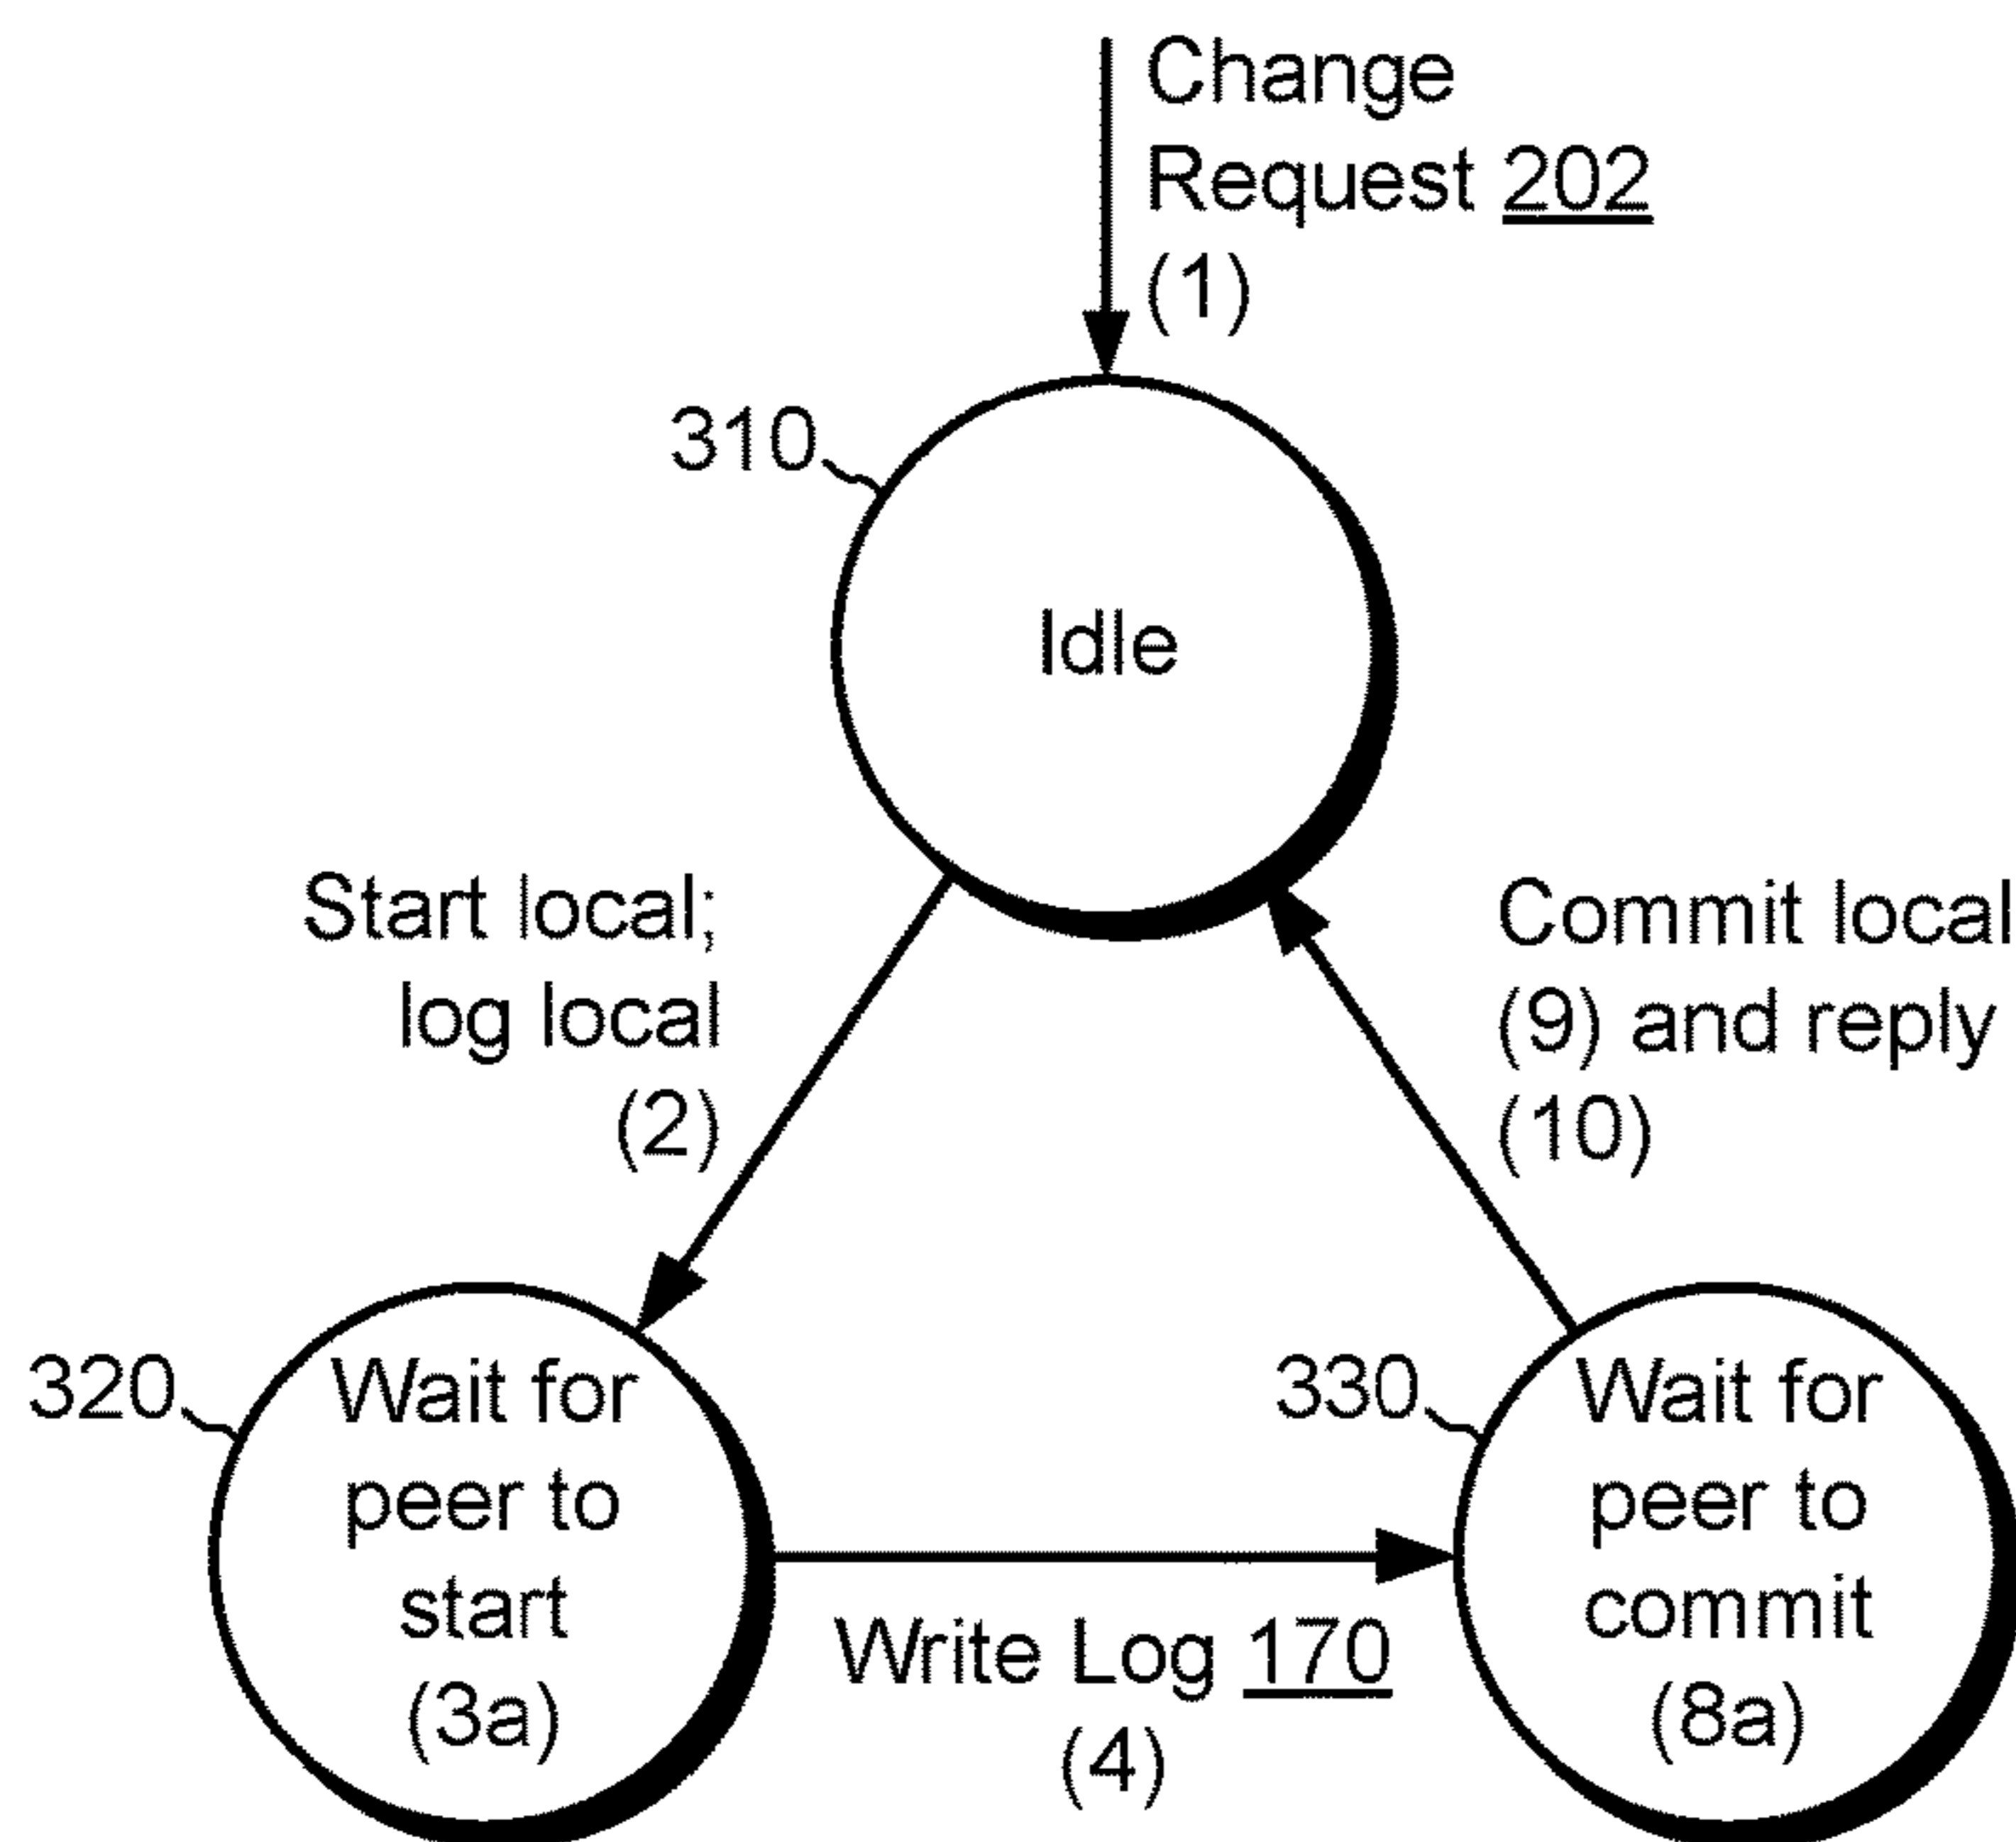 Change
Request 202
(1)
310
Idle
Start local;
log local
(2)
Commit local
(9) and reply
(10)
320
Wait for
peer to
start
(3a)
330
Wait for
peer to
commit
(8a)
Write Log 170
(4)